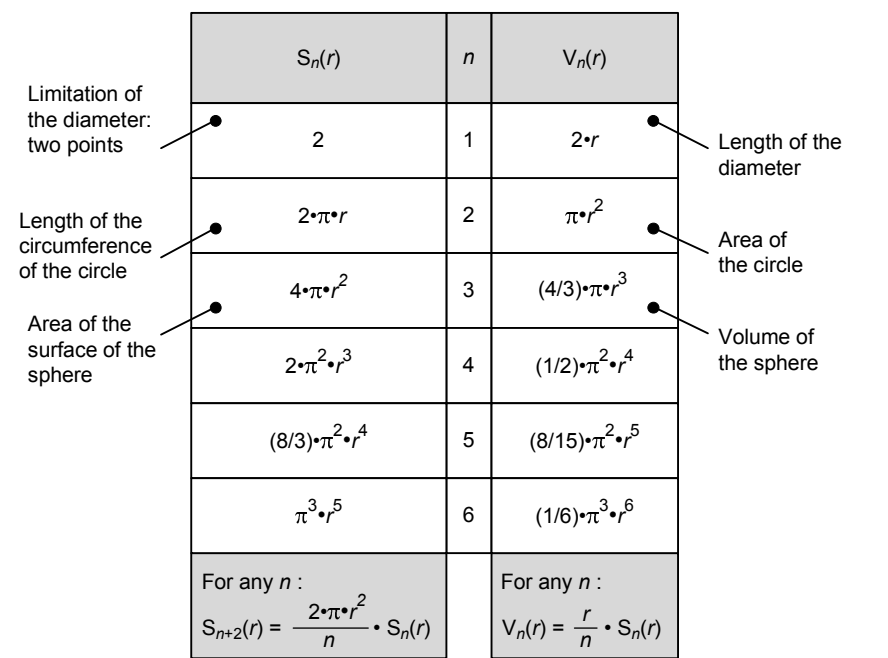 Sₙ(r) n Vₙ(r)
Limitation of
the diameter:
two points
2 1 2•r
Length of the
diameter
Length of the
circumference
of the circle
2•π•r 2 π•r²
Area of
the circle
Area of the
surface of the
sphere
4•π•r² 3 (4/3)•π•r³
Volume of
the sphere
2•π²•r³ 4 (1/2)•π²•r⁴
(8/3)•π²•r⁴ 5 (8/15)•π²•r⁵
π³•r⁵ 6 (1/6)•π³•r⁶
For any n :
Sₙ₊₂(r) = 2•π•r² / n • Sₙ(r)
For any n :
Vₙ(r) = r / n • Sₙ(r)